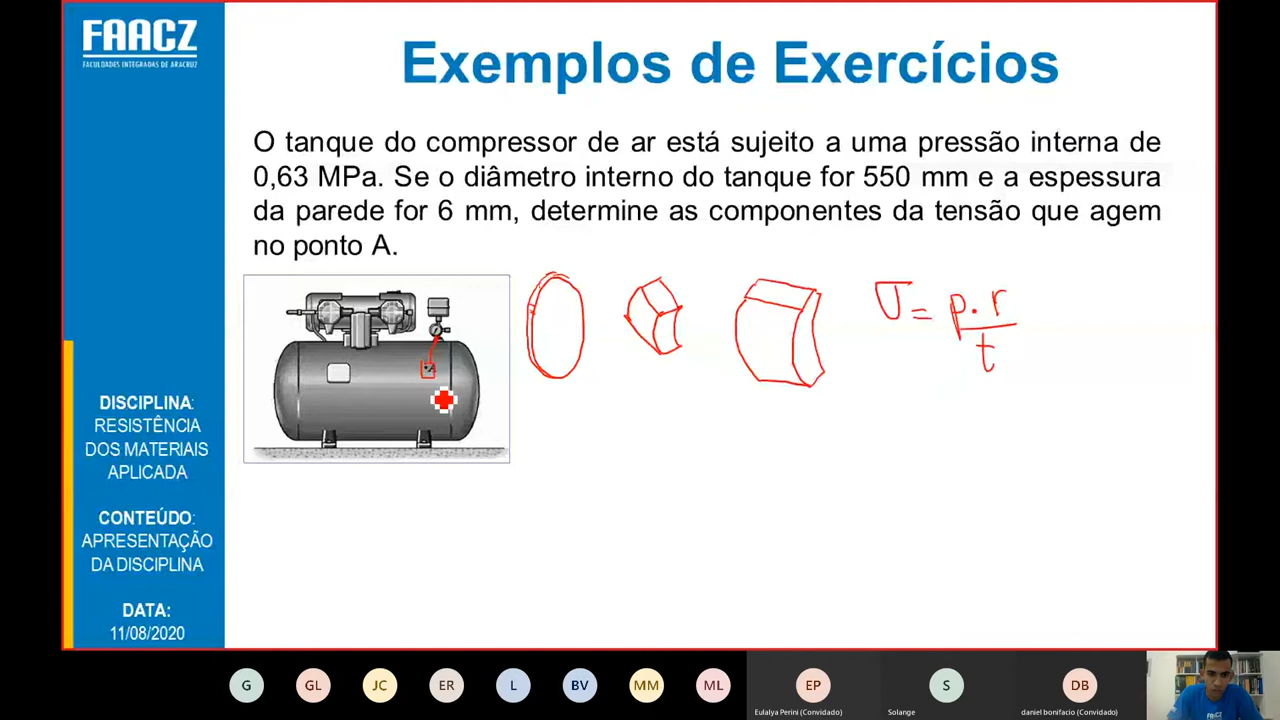 FAACZ
FACULDADES INTEGRADAS DE ARACRUZ
Exemplos de Exercícios
O tanque do compressor de ar está sujeito a uma pressão interna de
0,63 MPa. Se o diâmetro interno do tanque for 550 mm e a espessura
da parede for 6 mm, determine as componentes da tensão que agem
no ponto A.
σ = p.r
t
DISCIPLINA:
RESISTÊNCIA
DOS MATERIAIS
APLICADA
CONTEÚDO:
APRESENTAÇÃO
DA DISCIPLINA
DATA:
11/08/2020
G GL JC ER L BV MM ML EP S DB
Eulalya Perini (Convidado) Solange daniel bonifacio (Convidado)